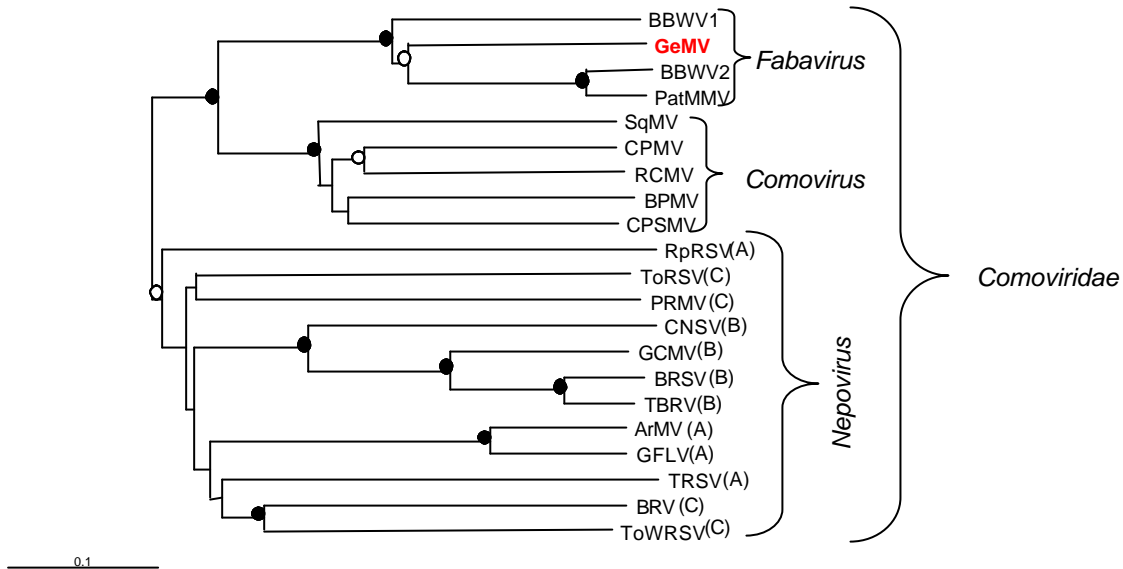 BBWV1
GeMV
BBWV2
PatMMV
Fabavirus
SqMV
CPMV
RCMV
BPMV
CPSMV
Comovirus
RpRSV(A)
ToRSV(C)
PRMV(C)
CNSV(B)
GCMV(B)
BRSV(B)
TBRV(B)
ArMV(A)
GFLV(A)
TRSV(A)
BRV(C)
ToWRSV(C)
Nepovirus
Comoviridae
0.1